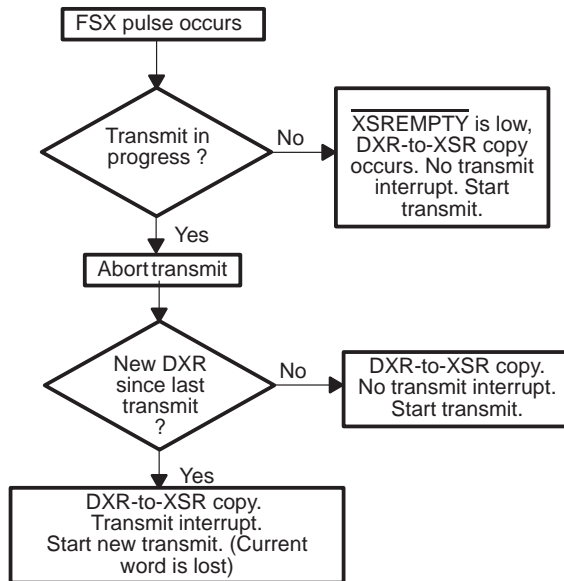 FSX pulse occurs
Transmit in
progress ?
No
XSREMPTY is low,
DXR-to-XSR copy
occurs. No transmit
interrupt. Start
transmit.
Yes
Abort transmit
New DXR
since last
transmit
?
No
DXR-to-XSR copy.
No transmit interrupt.
Start transmit.
Yes
DXR-to-XSR copy.
Transmit interrupt.
Start new transmit. (Current
word is lost)